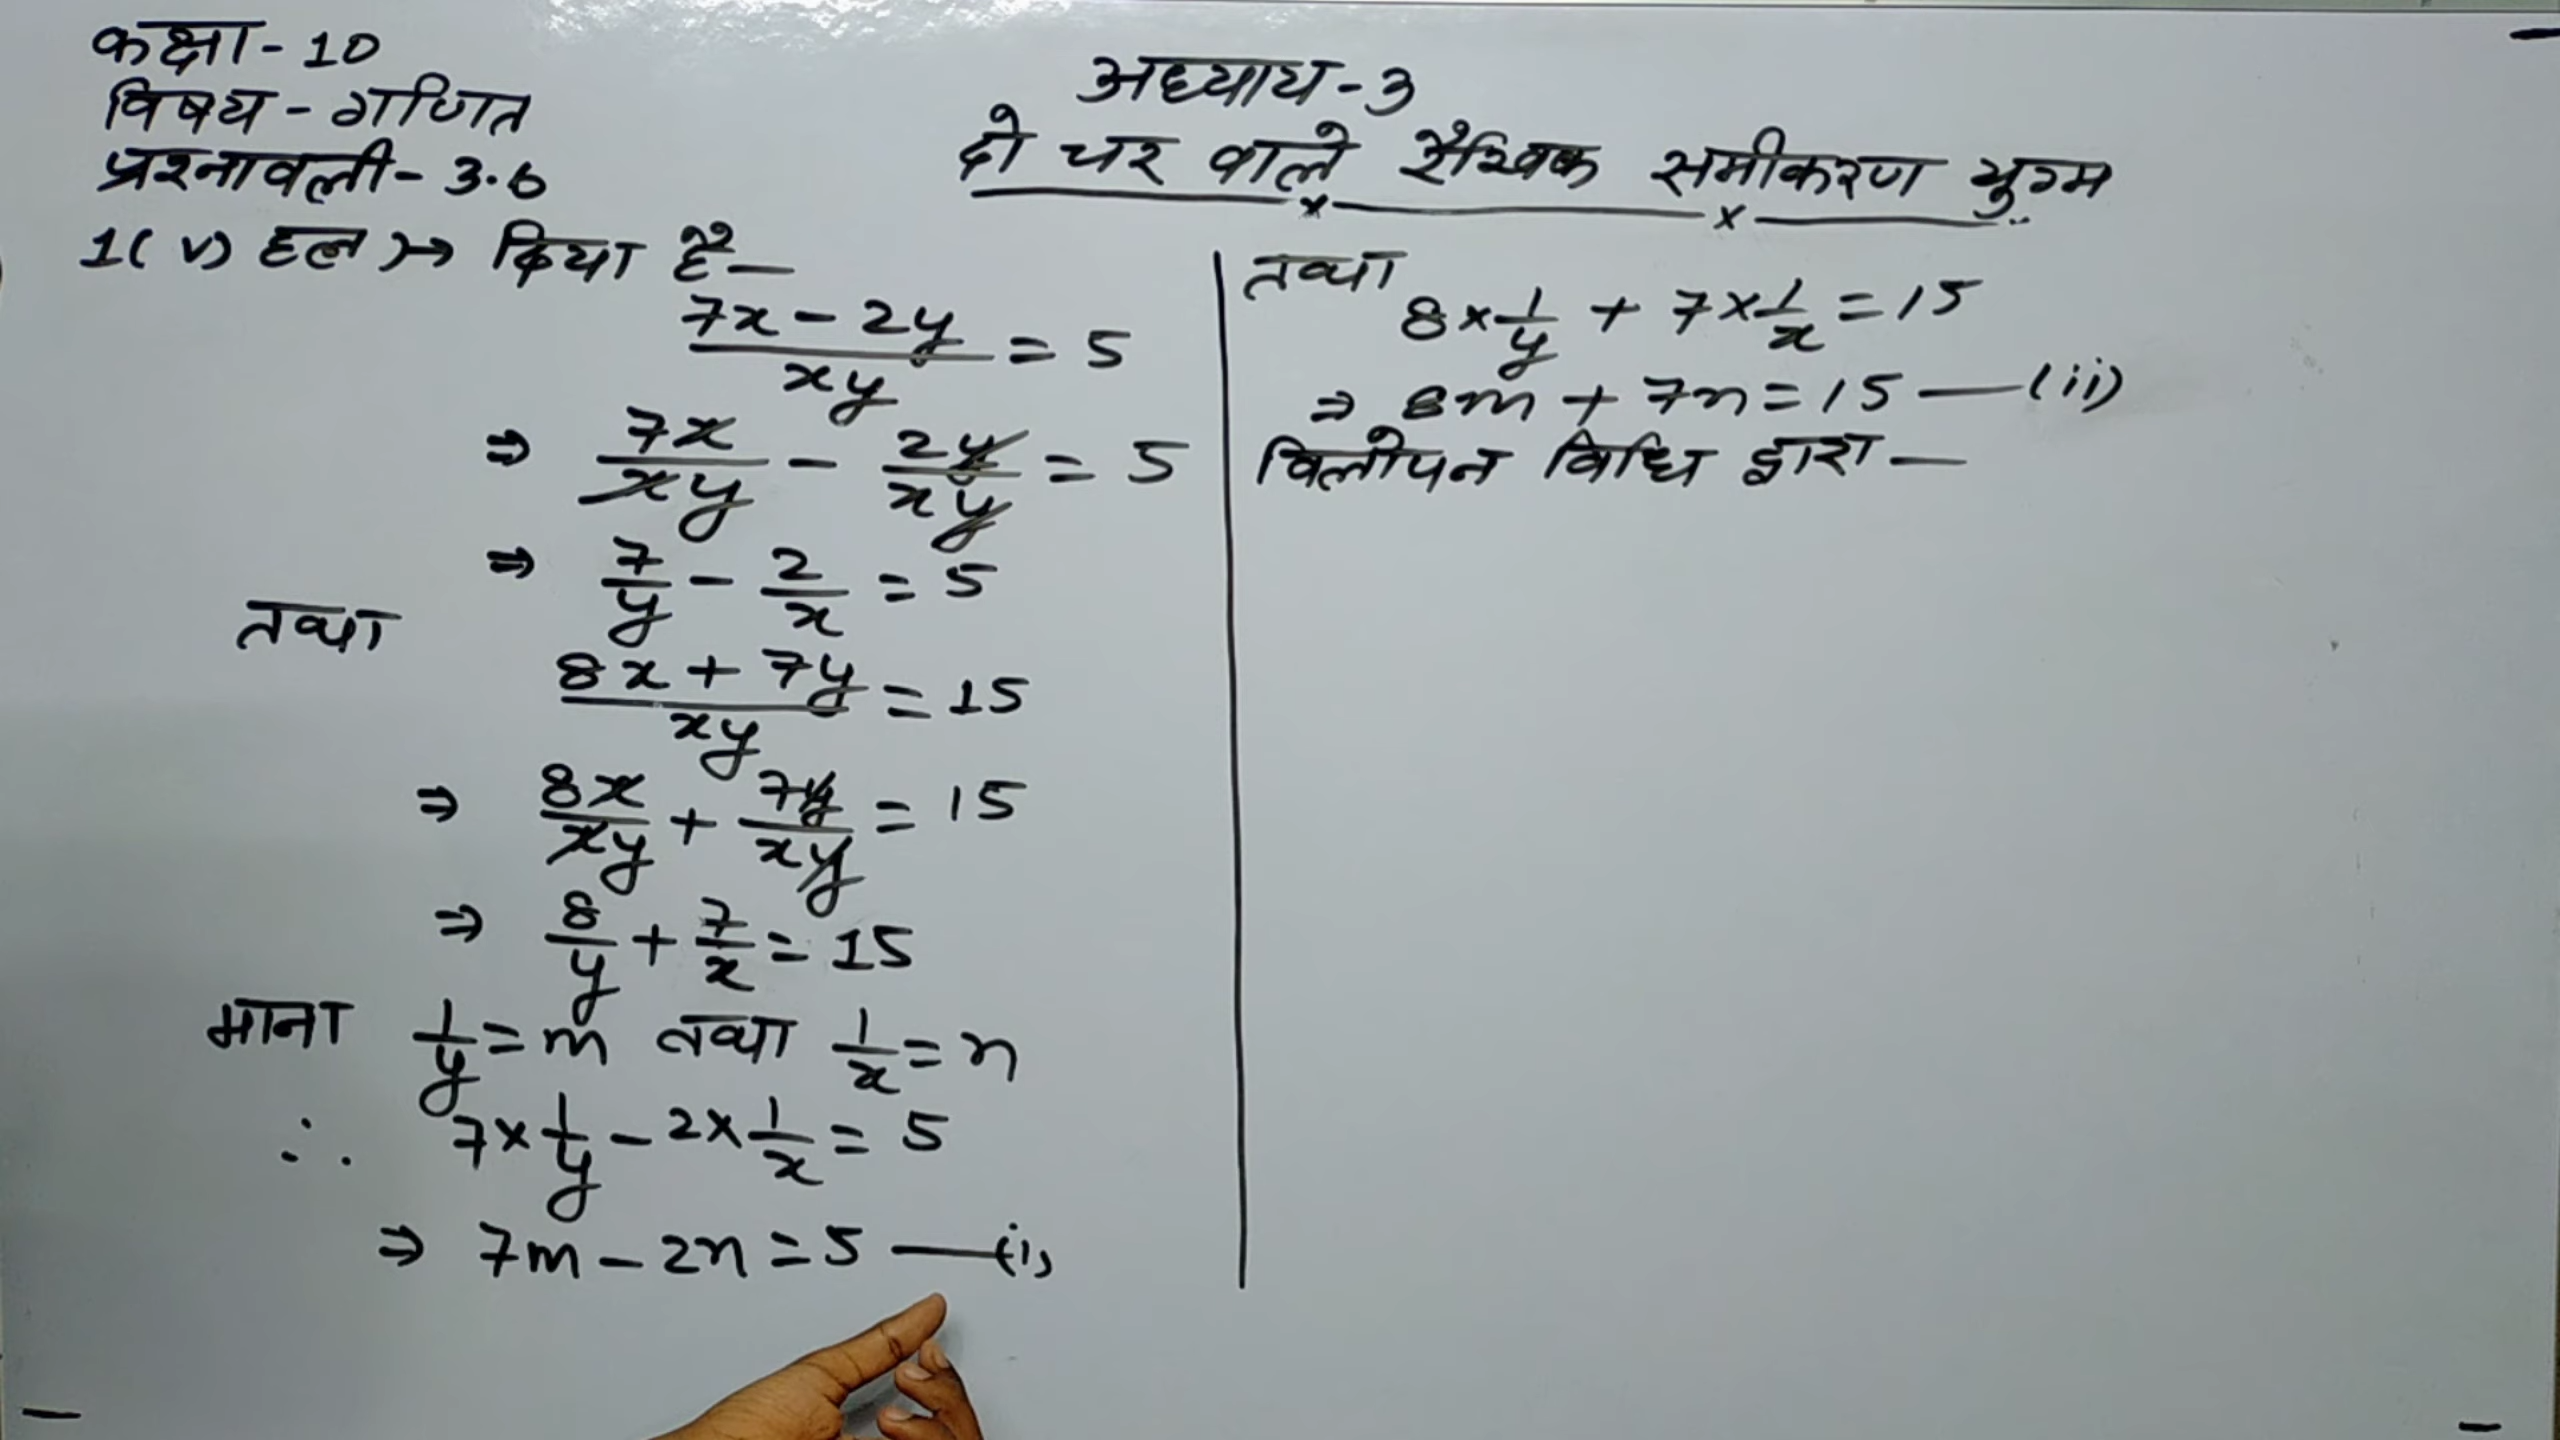 कक्षा - 10
विषय - गणित
प्रश्नावली - 3.6
अध्याय - 3
दो चर वाले रैखिक समीकरण युग्म
1(v) हल → दिया है —
(7x - 2y)/xy = 5
⇒ 7x/xy - 2y/xy = 5
⇒ 7/y - 2/x = 5
तथा
(8x + 7y)/xy = 15
⇒ 8x/xy + 7y/xy = 15
⇒ 8/y + 7/x = 15
माना 1/y = m तथा 1/x = n
∴ 7 × 1/y - 2 × 1/x = 5
⇒ 7m - 2n = 5 — (i)
तथा
8 × 1/y + 7 × 1/x = 15
⇒ 8m + 7n = 15 — (ii)
विलोपन विधि द्वारा —